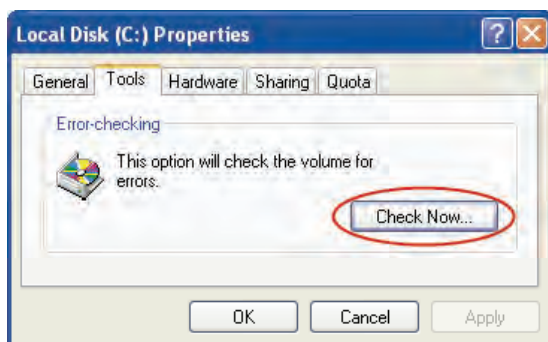 Local Disk (C:) Properties
General Tools Hardware Sharing Quota
Error-checking
This option will check the volume for
errors.
Check Now...
OK Cancel Apply